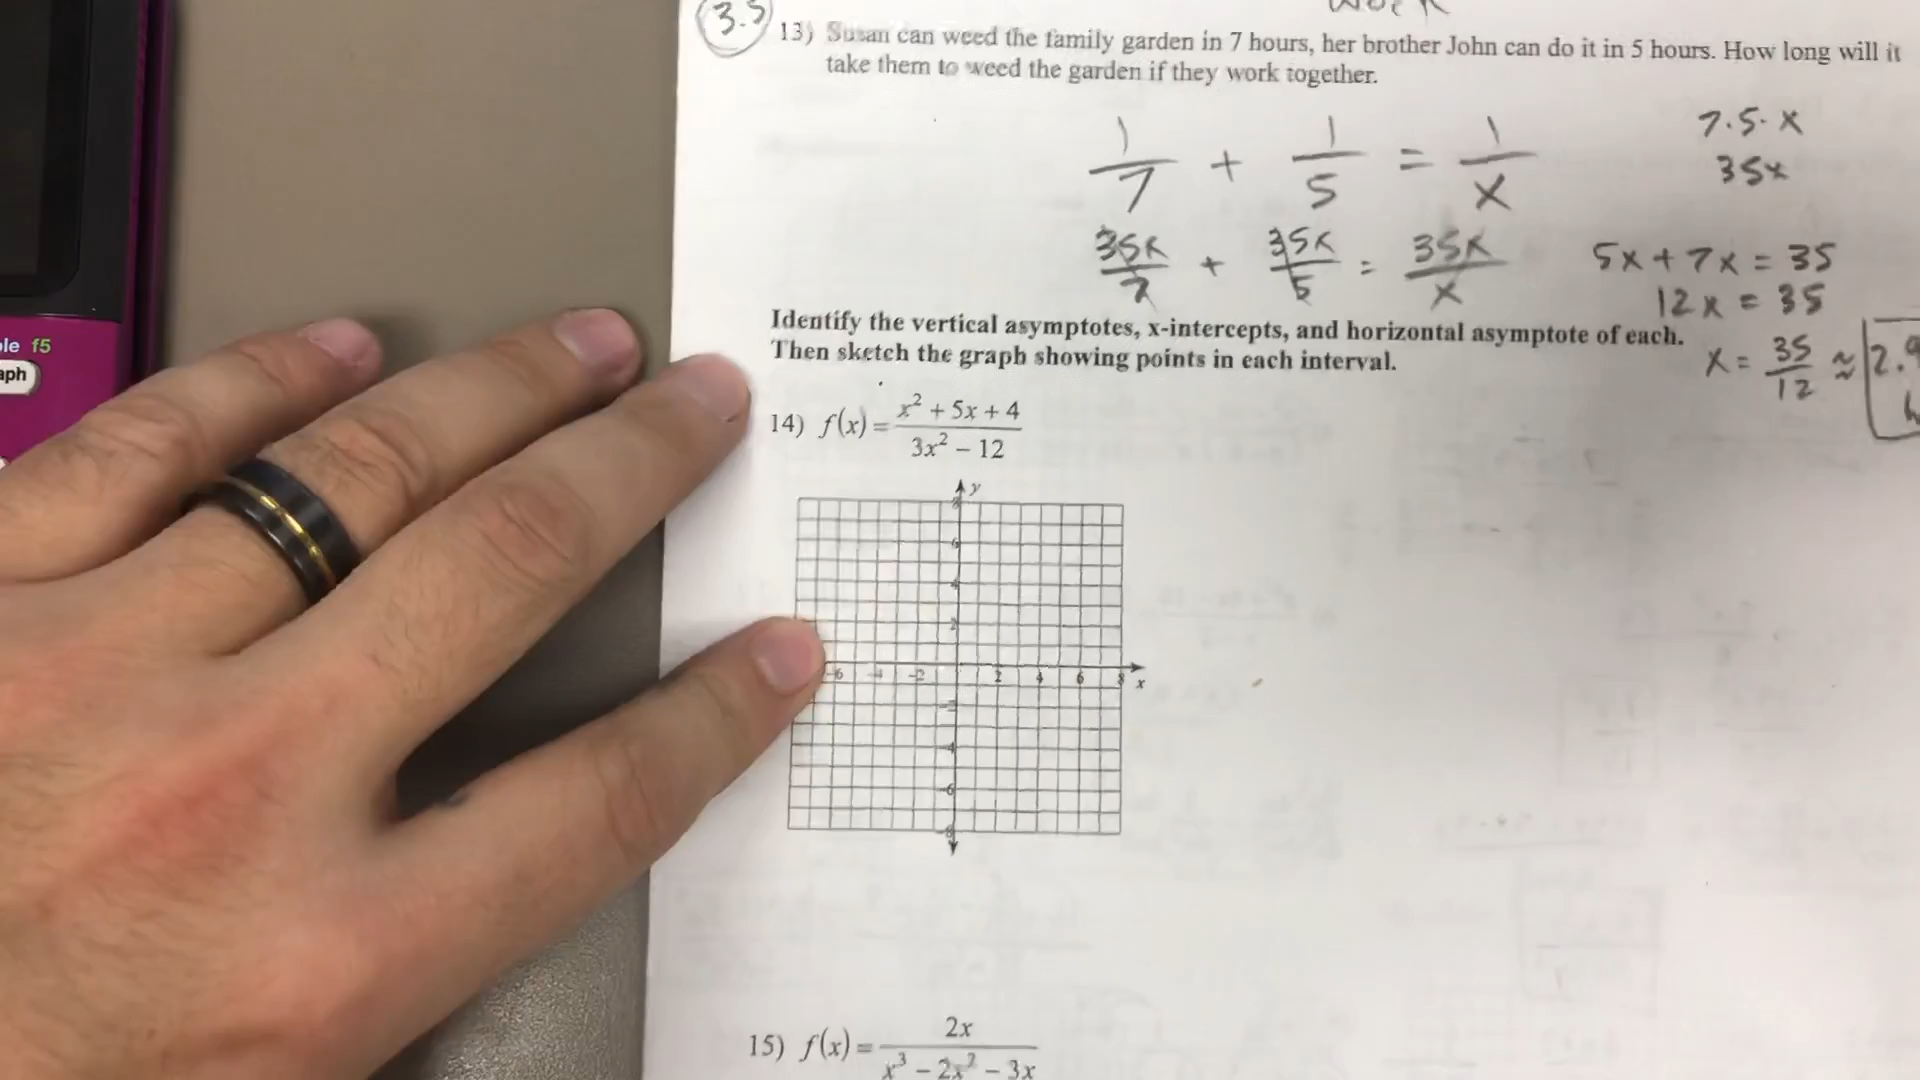 3.5
13) Susan can weed the family garden in 7 hours, her brother John can do it in 5 hours. How long will it
take them to weed the garden if they work together.
1/7 + 1/5 = 1/x
7.5. x
35x
35x/7 + 35x/5 = 35x/x
5x + 7x = 35
12x = 35
x = 35/12 ≈ 2.9
Identify the vertical asymptotes, x-intercepts, and horizontal asymptote of each.
Then sketch the graph showing points in each interval.
f5
14) f(x) = x² + 5x + 4 / 3x² – 12
y
8
6
4
2
-6 -4 -2 2 4 6 8 x
-2
-4
-6
-8
15) f(x) = 2x / x³ – 2x² – 3x